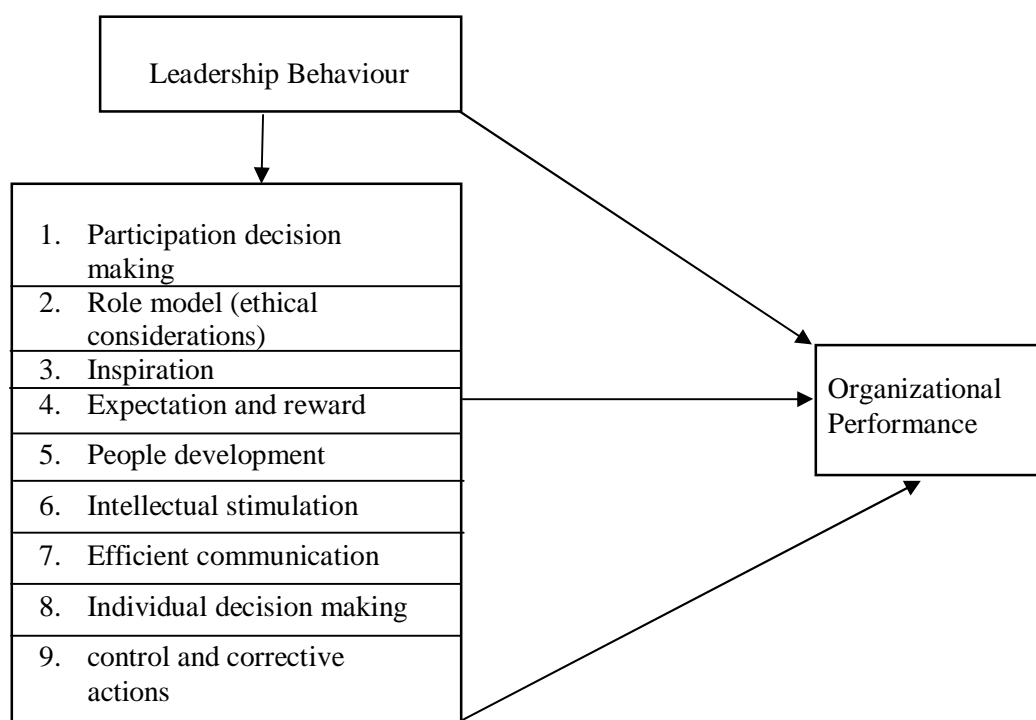 Leadership Behaviour
1. Participation decision
making
2. Role model (ethical
considerations)
3. Inspiration
4. Expectation and reward
5. People development
6. Intellectual stimulation
7. Efficient communication
8. Individual decision making
9. control and corrective
actions
Organizational
Performance